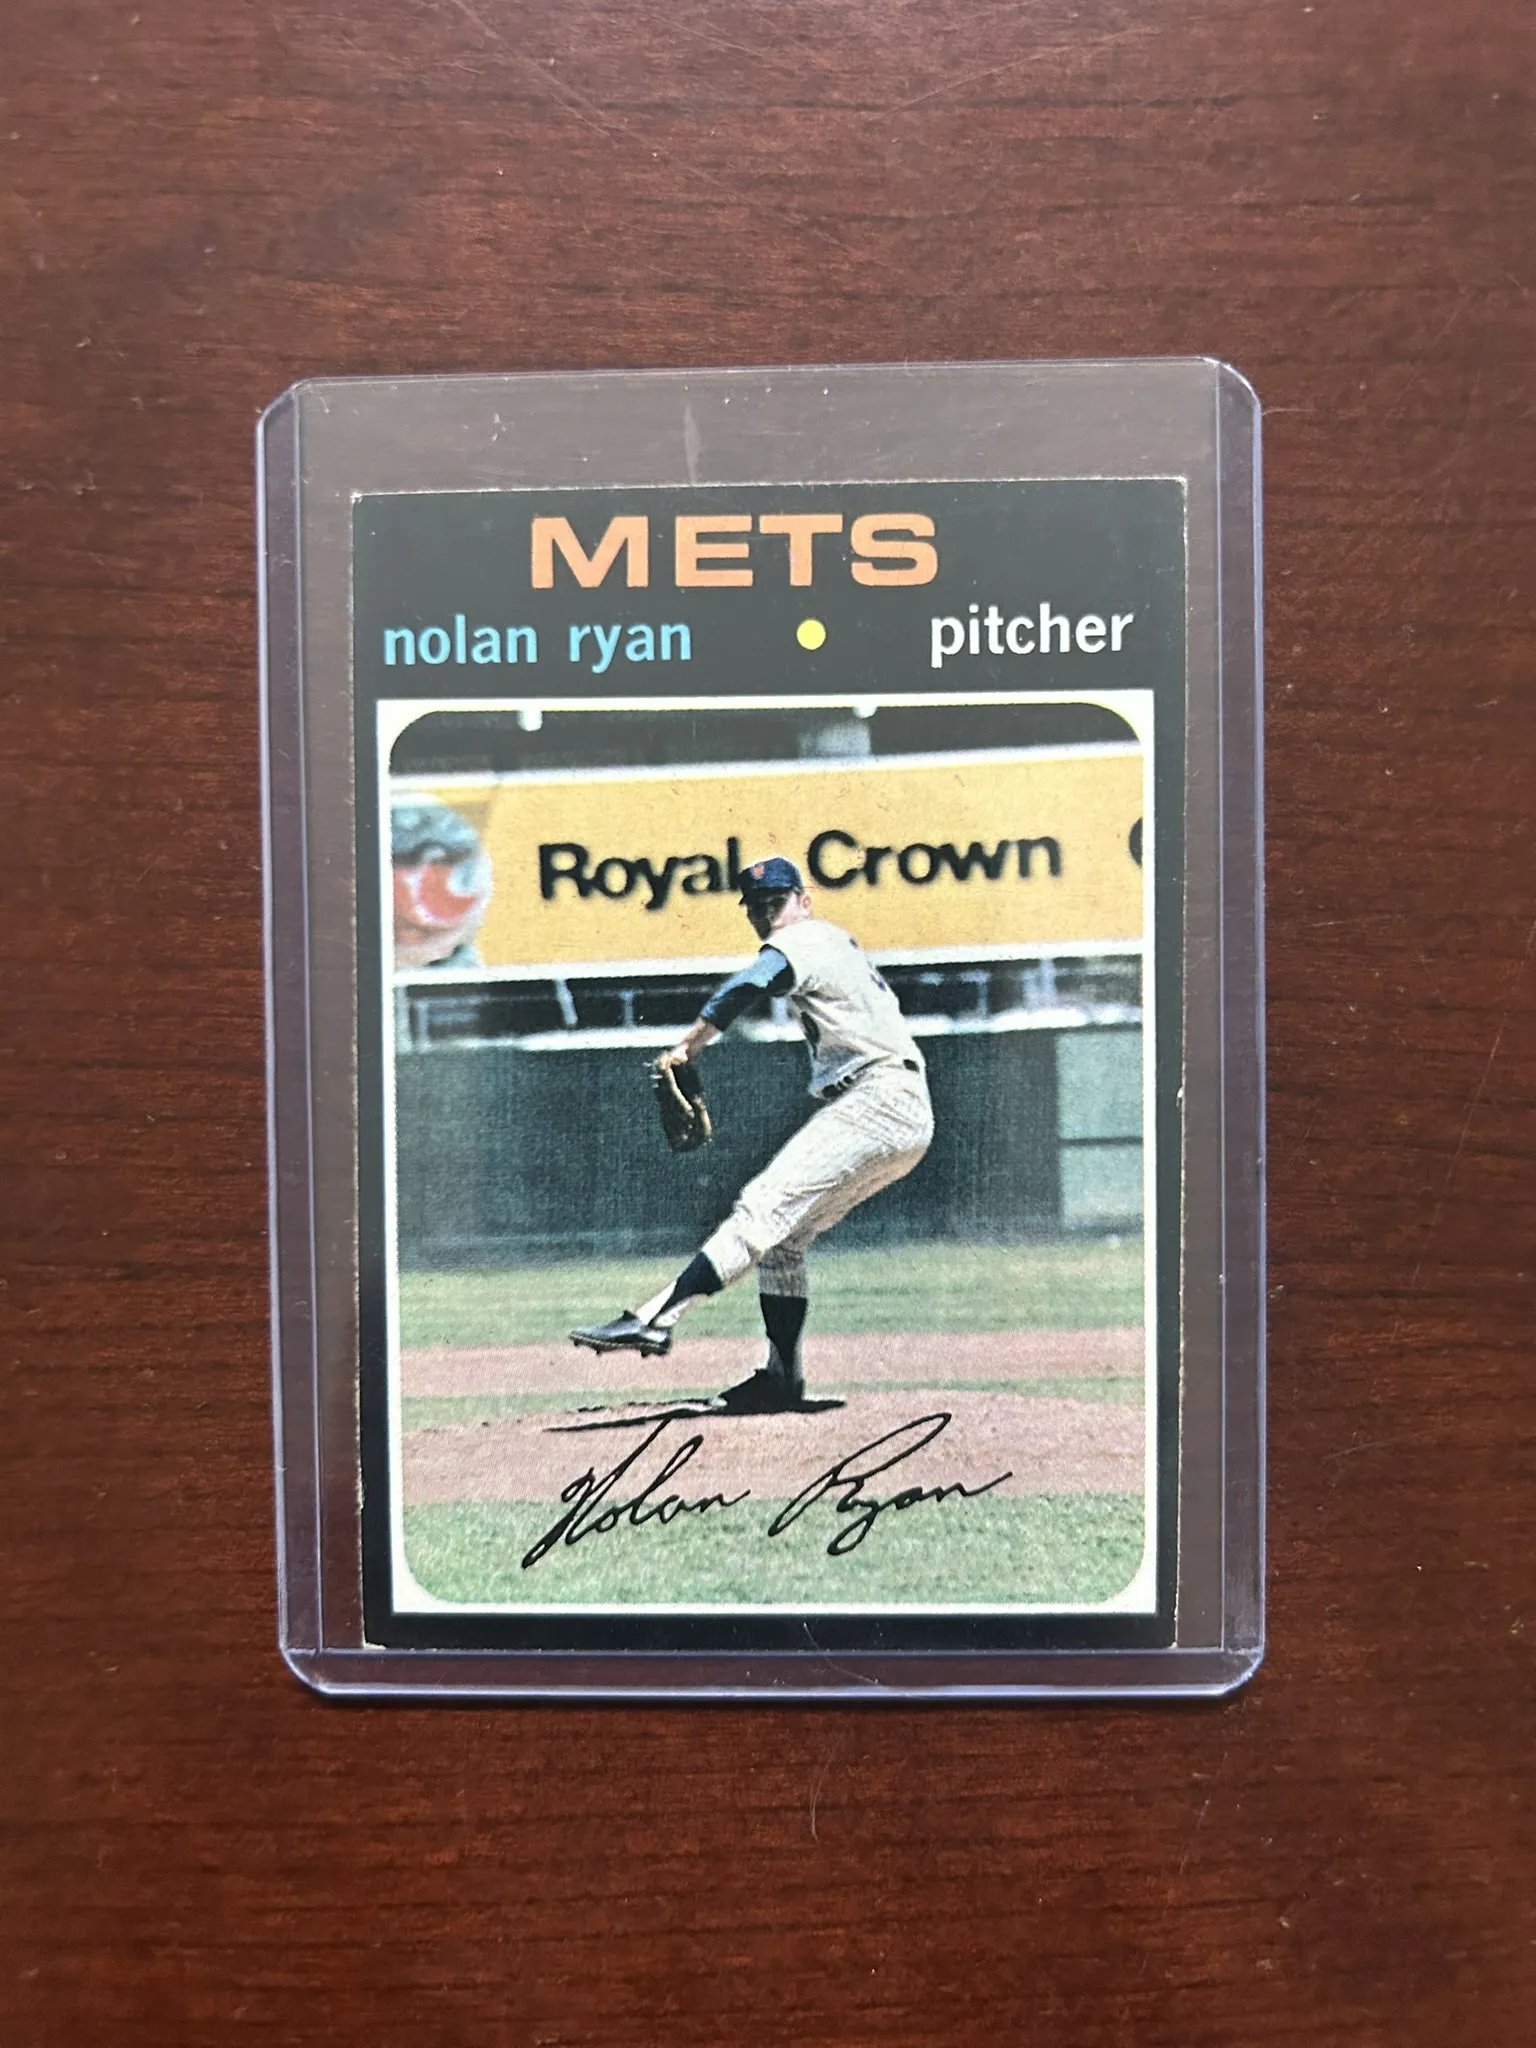 METS
nolan ryan • pitcher
Royal Crown
Nolan Ryan